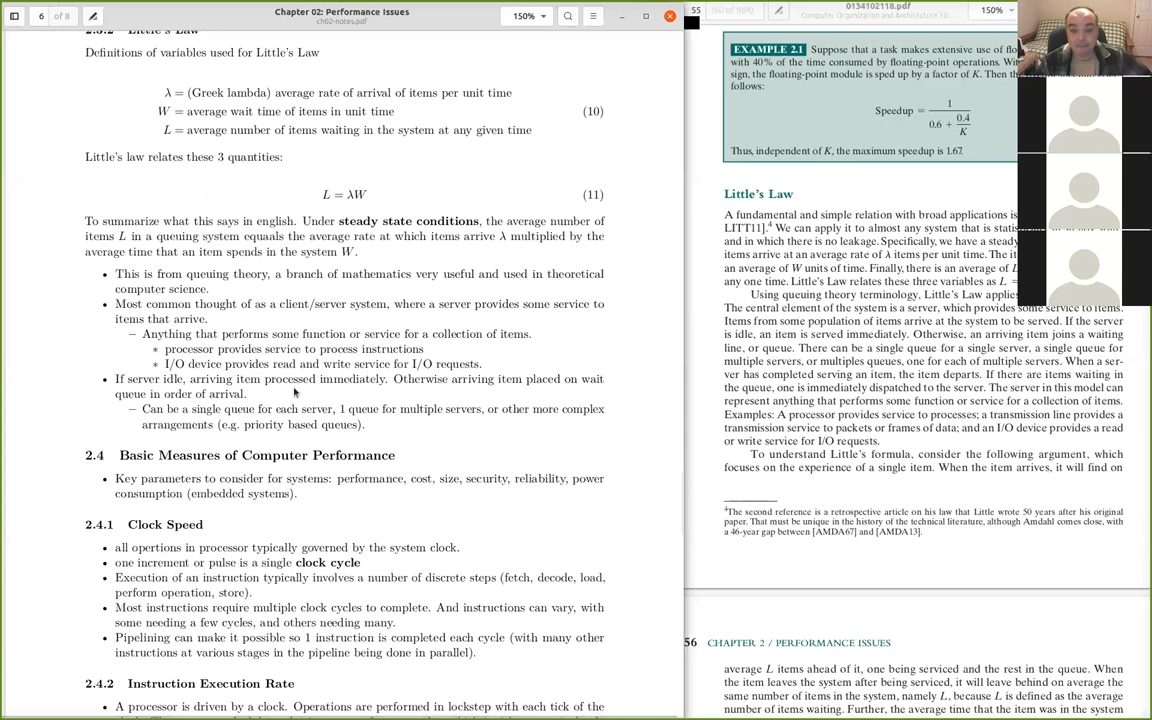 6 of 8
Chapter 02: Performance Issues
ch02-notes.pdf
150%
2.3.2 Little's Law
Definitions of variables used for Little's Law
λ = (Greek lambda) average rate of arrival of items per unit time
W = average wait time of items in unit time (10)
L = average number of items waiting in the system at any given time
Little's law relates these 3 quantities:
L = λW (11)
To summarize what this says in english. Under steady state conditions, the average number of
items L in a queuing system equals the average rate at which items arrive λ multiplied by the
average time that an item spends in the system W.
• This is from queuing theory, a branch of mathematics very useful and used in theoretical
computer science.
• Most common thought of as a client/server system, where a server provides some service to
items that arrive.
– Anything that performs some function or service for a collection of items.
∗ processor provides service to process instructions
∗ I/O device provides read and write service for I/O requests.
• If server idle, arriving item processed immediately. Otherwise arriving item placed on wait
queue in order of arrival.
– Can be a single queue for each server, 1 queue for multiple servers, or other more complex
arrangements (e.g. priority based queues).
2.4 Basic Measures of Computer Performance
• Key parameters to consider for systems: performance, cost, size, security, reliability, power
consumption (embedded systems).
2.4.1 Clock Speed
• all opertions in processor typically governed by the system clock.
• one increment or pulse is a single clock cycle
• Execution of an instruction typically involves a number of discrete steps (fetch, decode, load,
perform operation, store).
• Most instructions require multiple clock cycles to complete. And instructions can vary, with
some needing a few cycles, and others needing many.
• Pipelining can make it possible so 1 instruction is completed each cycle (with many other
instructions at various stages in the pipeline being done in parallel).
2.4.2 Instruction Execution Rate
• A processor is driven by a clock. Operations are performed in lockstep with each tick of the
55 (60 of 864)
0134102118.pdf
Computer Organization and Architecture 10
150%
EXAMPLE 2.1 Suppose that a task makes extensive use of flo
with 40% of the time consumed by floating-point operations. Wi
sign, the floating-point module is sped up by a factor of K. Then the
follows:
Speedup = 1 / (0.6 + 0.4/K)
Thus, independent of K, the maximum speedup is 1.67.
Little's Law
A fundamental and simple relation with broad applications is
LITT11].4 We can apply it to almost any system that is statis
and in which there is no leakage. Specifically, we have a steady
items arrive at an average rate of λ items per unit time. The it
an average of W units of time. Finally, there is an average of L
any one time. Little's Law relates these three variables as L =
Using queuing theory terminology, Little's Law applies
The central element of the system is a server, which provides some service to items.
Items from some population of items arrive at the system to be served. If the server
is idle, an item is served immediately. Otherwise, an arriving item joins a waiting
line, or queue. There can be a single queue for a single server, a single queue for
multiple servers, or multiples queues, one for each of multiple servers. When a ser-
ver has completed serving an item, the item departs. If there are items waiting in
the queue, one is immediately dispatched to the server. The server in this model can
represent anything that performs some function or service for a collection of items.
Examples: A processor provides service to processes; a transmission line provides a
transmission service to packets or frames of data; and an I/O device provides a read
or write service for I/O requests.
To understand Little's formula, consider the following argument, which
focuses on the experience of a single item. When the item arrives, it will find on
4The second reference is a retrospective article on his law that Little wrote 50 years after his original
paper. That must be unique in the history of the technical literature, although Amdahl comes close, with
a 46-year gap between [AMDA67] and [AMDA13].
56 CHAPTER 2 / PERFORMANCE ISSUES
average L items ahead of it, one being serviced and the rest in the queue. When
the item leaves the system after being serviced, it will leave behind on average the
same number of items in the system, namely L, because L is defined as the average
number of items waiting. Further, the average time that the item was in the system